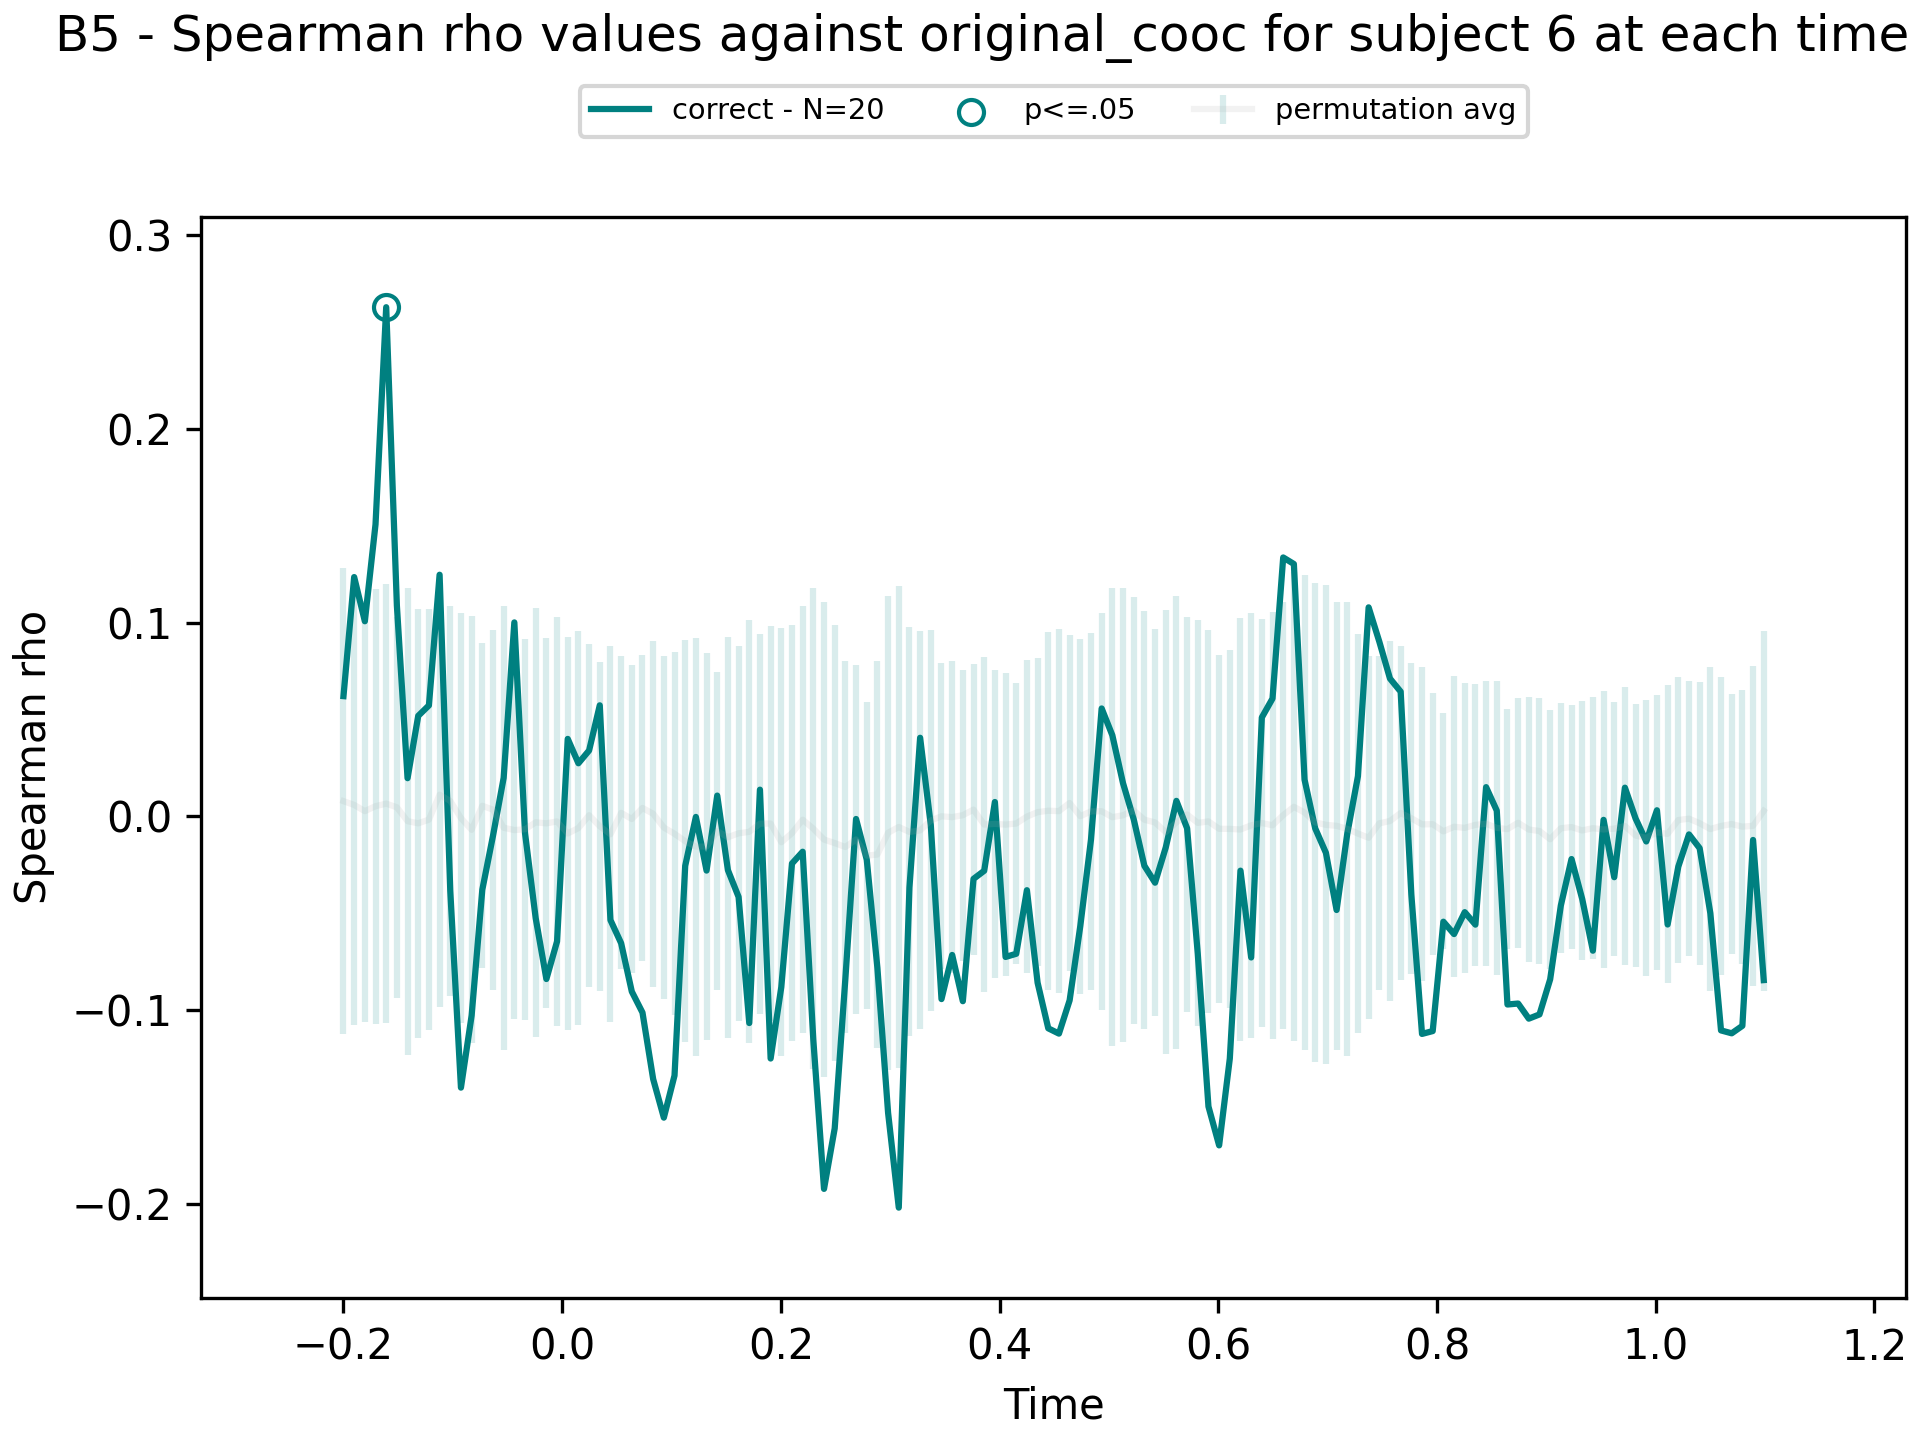 B5 - Spearman rho values against original_cooc for subject 6 at each time
correct - N=20 p<=.05 permutation avg
0.3
0.2
0.1
0.0
−0.1
−0.2
Spearman rho
−0.2 0.0 0.2 0.4 0.6 0.8 1.0 1.2
Time